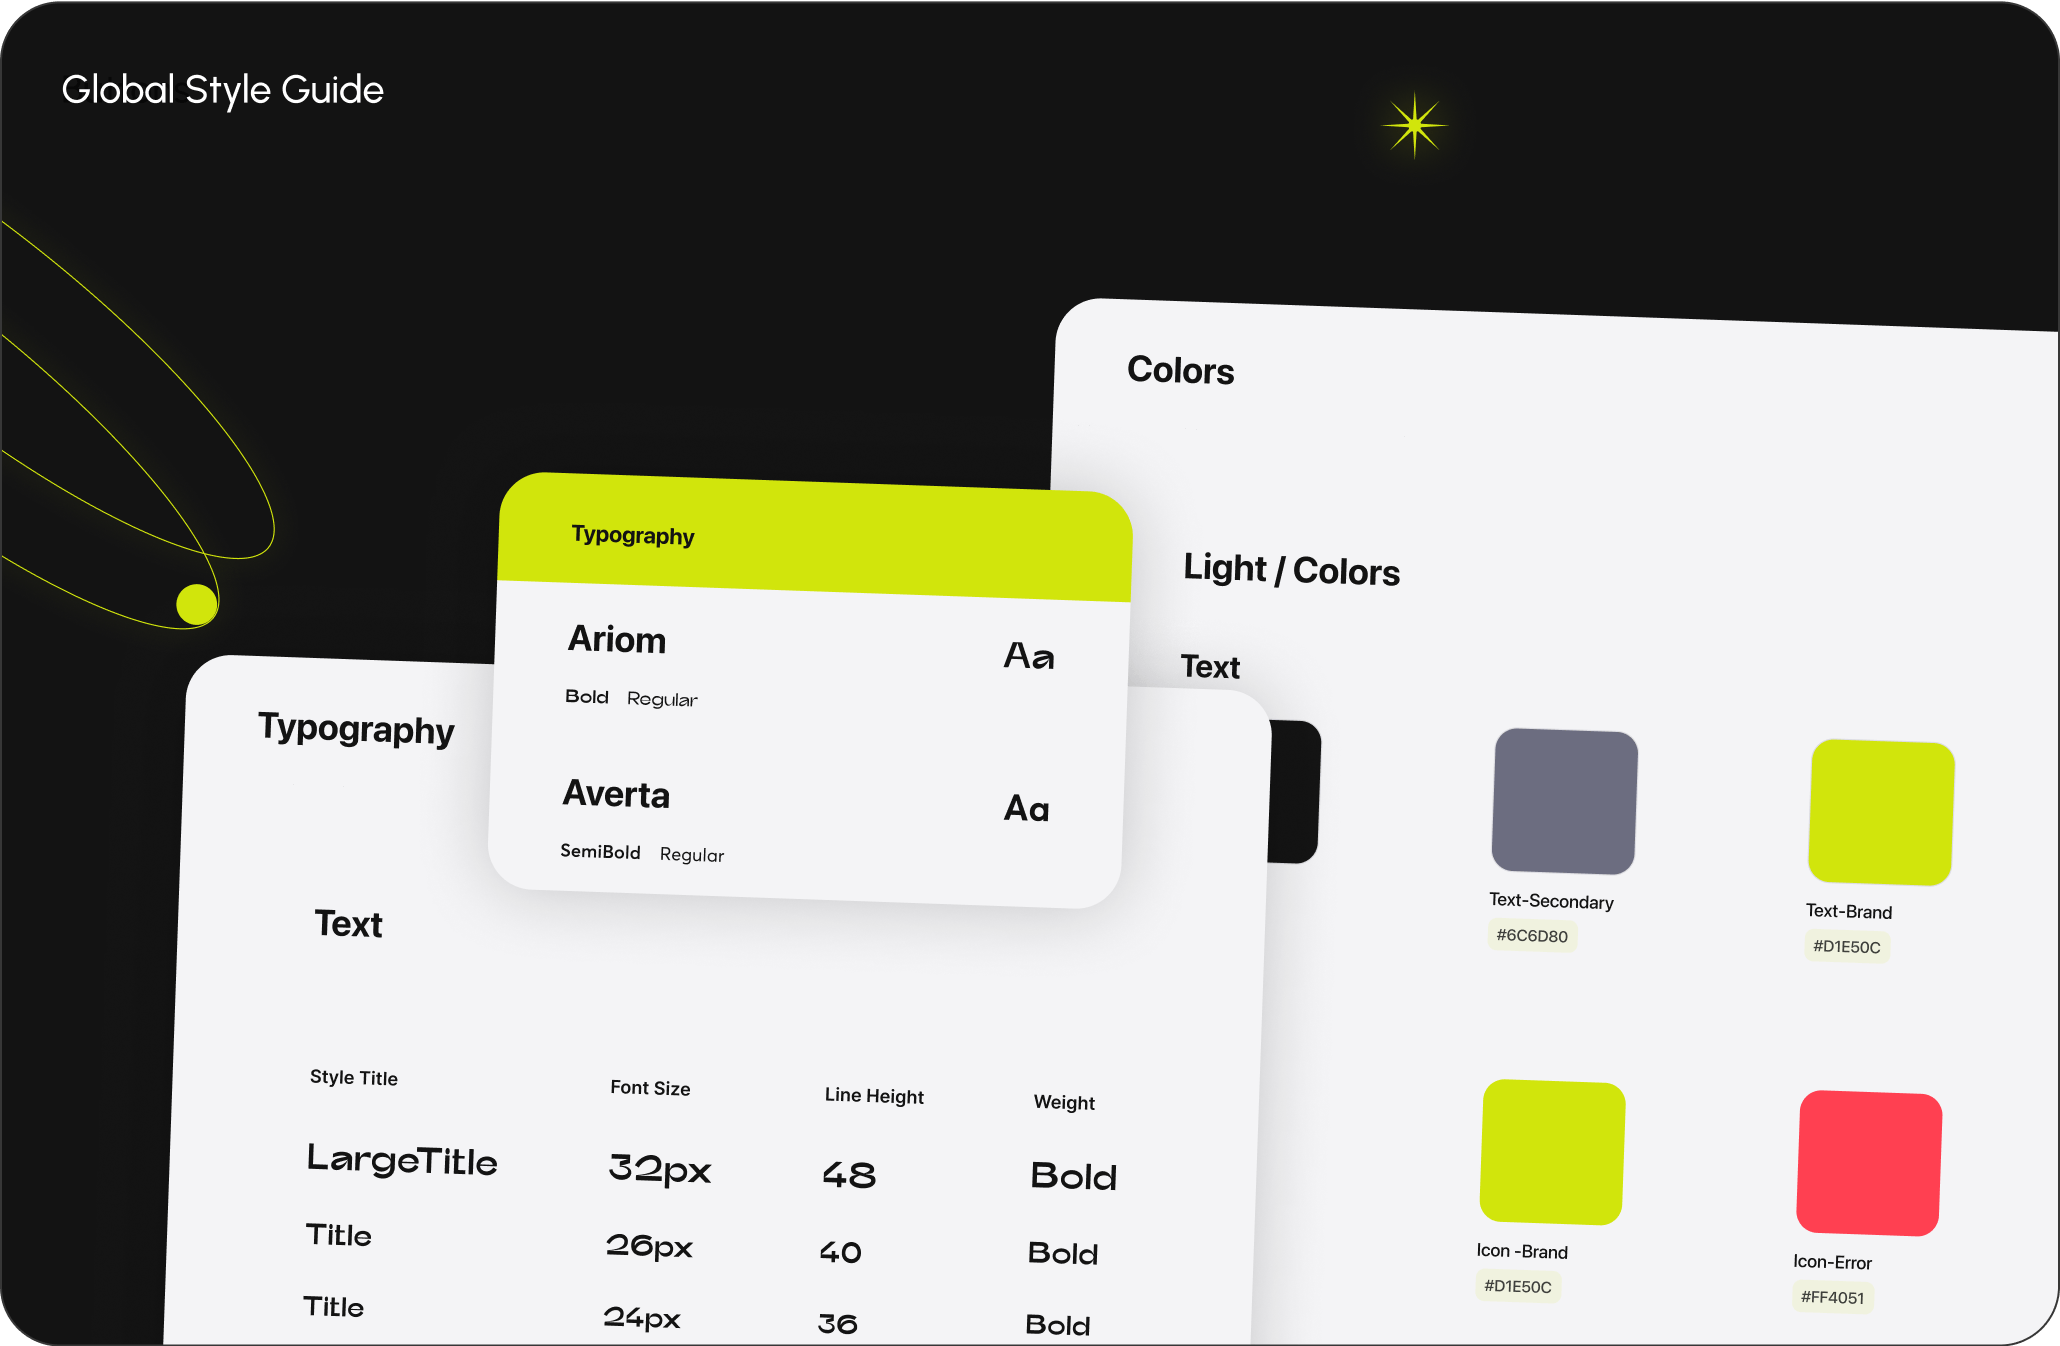 Global Style Guide
Colors
Light / Colors
Text
Text-Secondary
#6C6D80
Text-Brand
#D1E50C
Icon -Brand
#D1E50C
Icon-Error
#FF4051
Typography
Ariom
Aa
Bold Regular
Averta
Aa
SemiBold Regular
Typography
Text
Style Title Font Size Line Height Weight
LargeTitle 32px 48 Bold
Title 26px 40 Bold
Title 24px 36 Bold